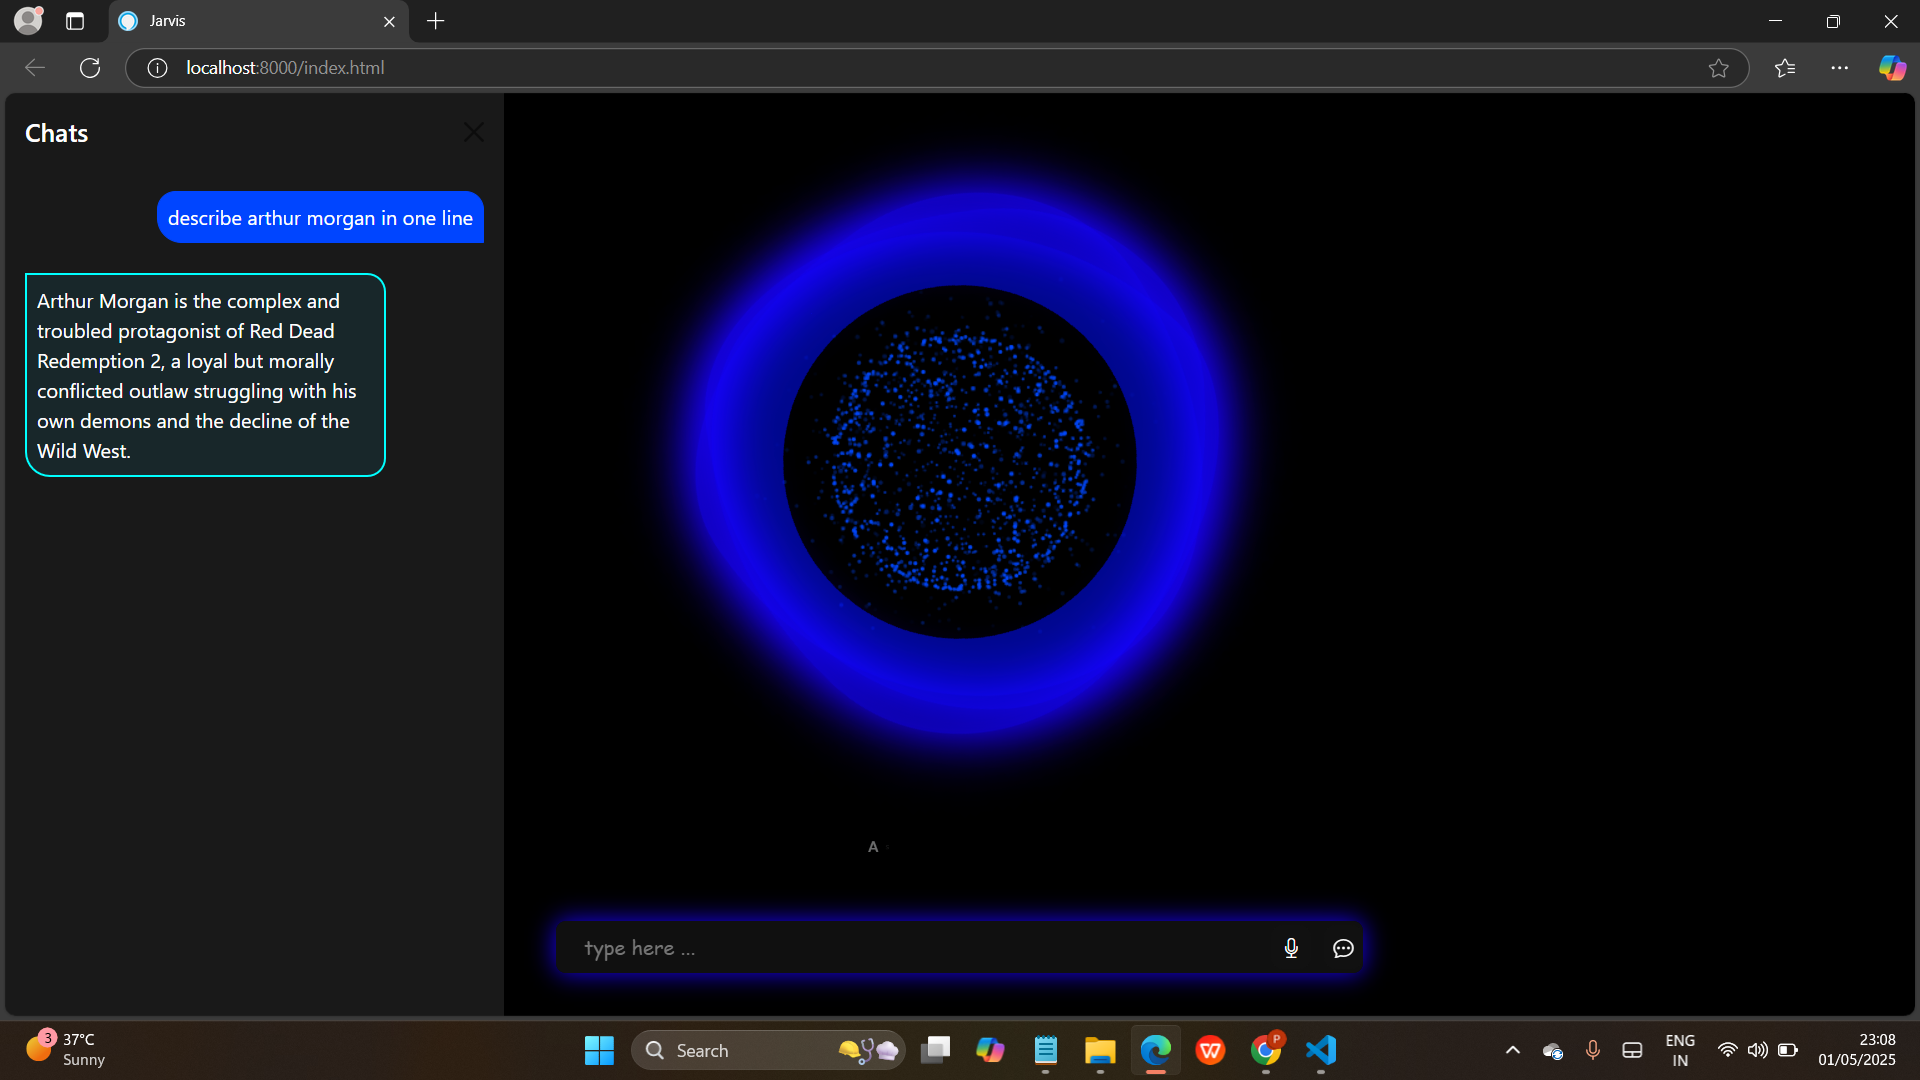 Jarvis
localhost:8000/index.html
Chats
describe arthur morgan in one line
Arthur Morgan is the complex and
troubled protagonist of Red Dead
Redemption 2, a loyal but morally
conflicted outlaw struggling with his
own demons and the decline of the
Wild West.
A
type here ...
3
37°C
Sunny
Search
P
ENG
IN
23:08
01/05/2025